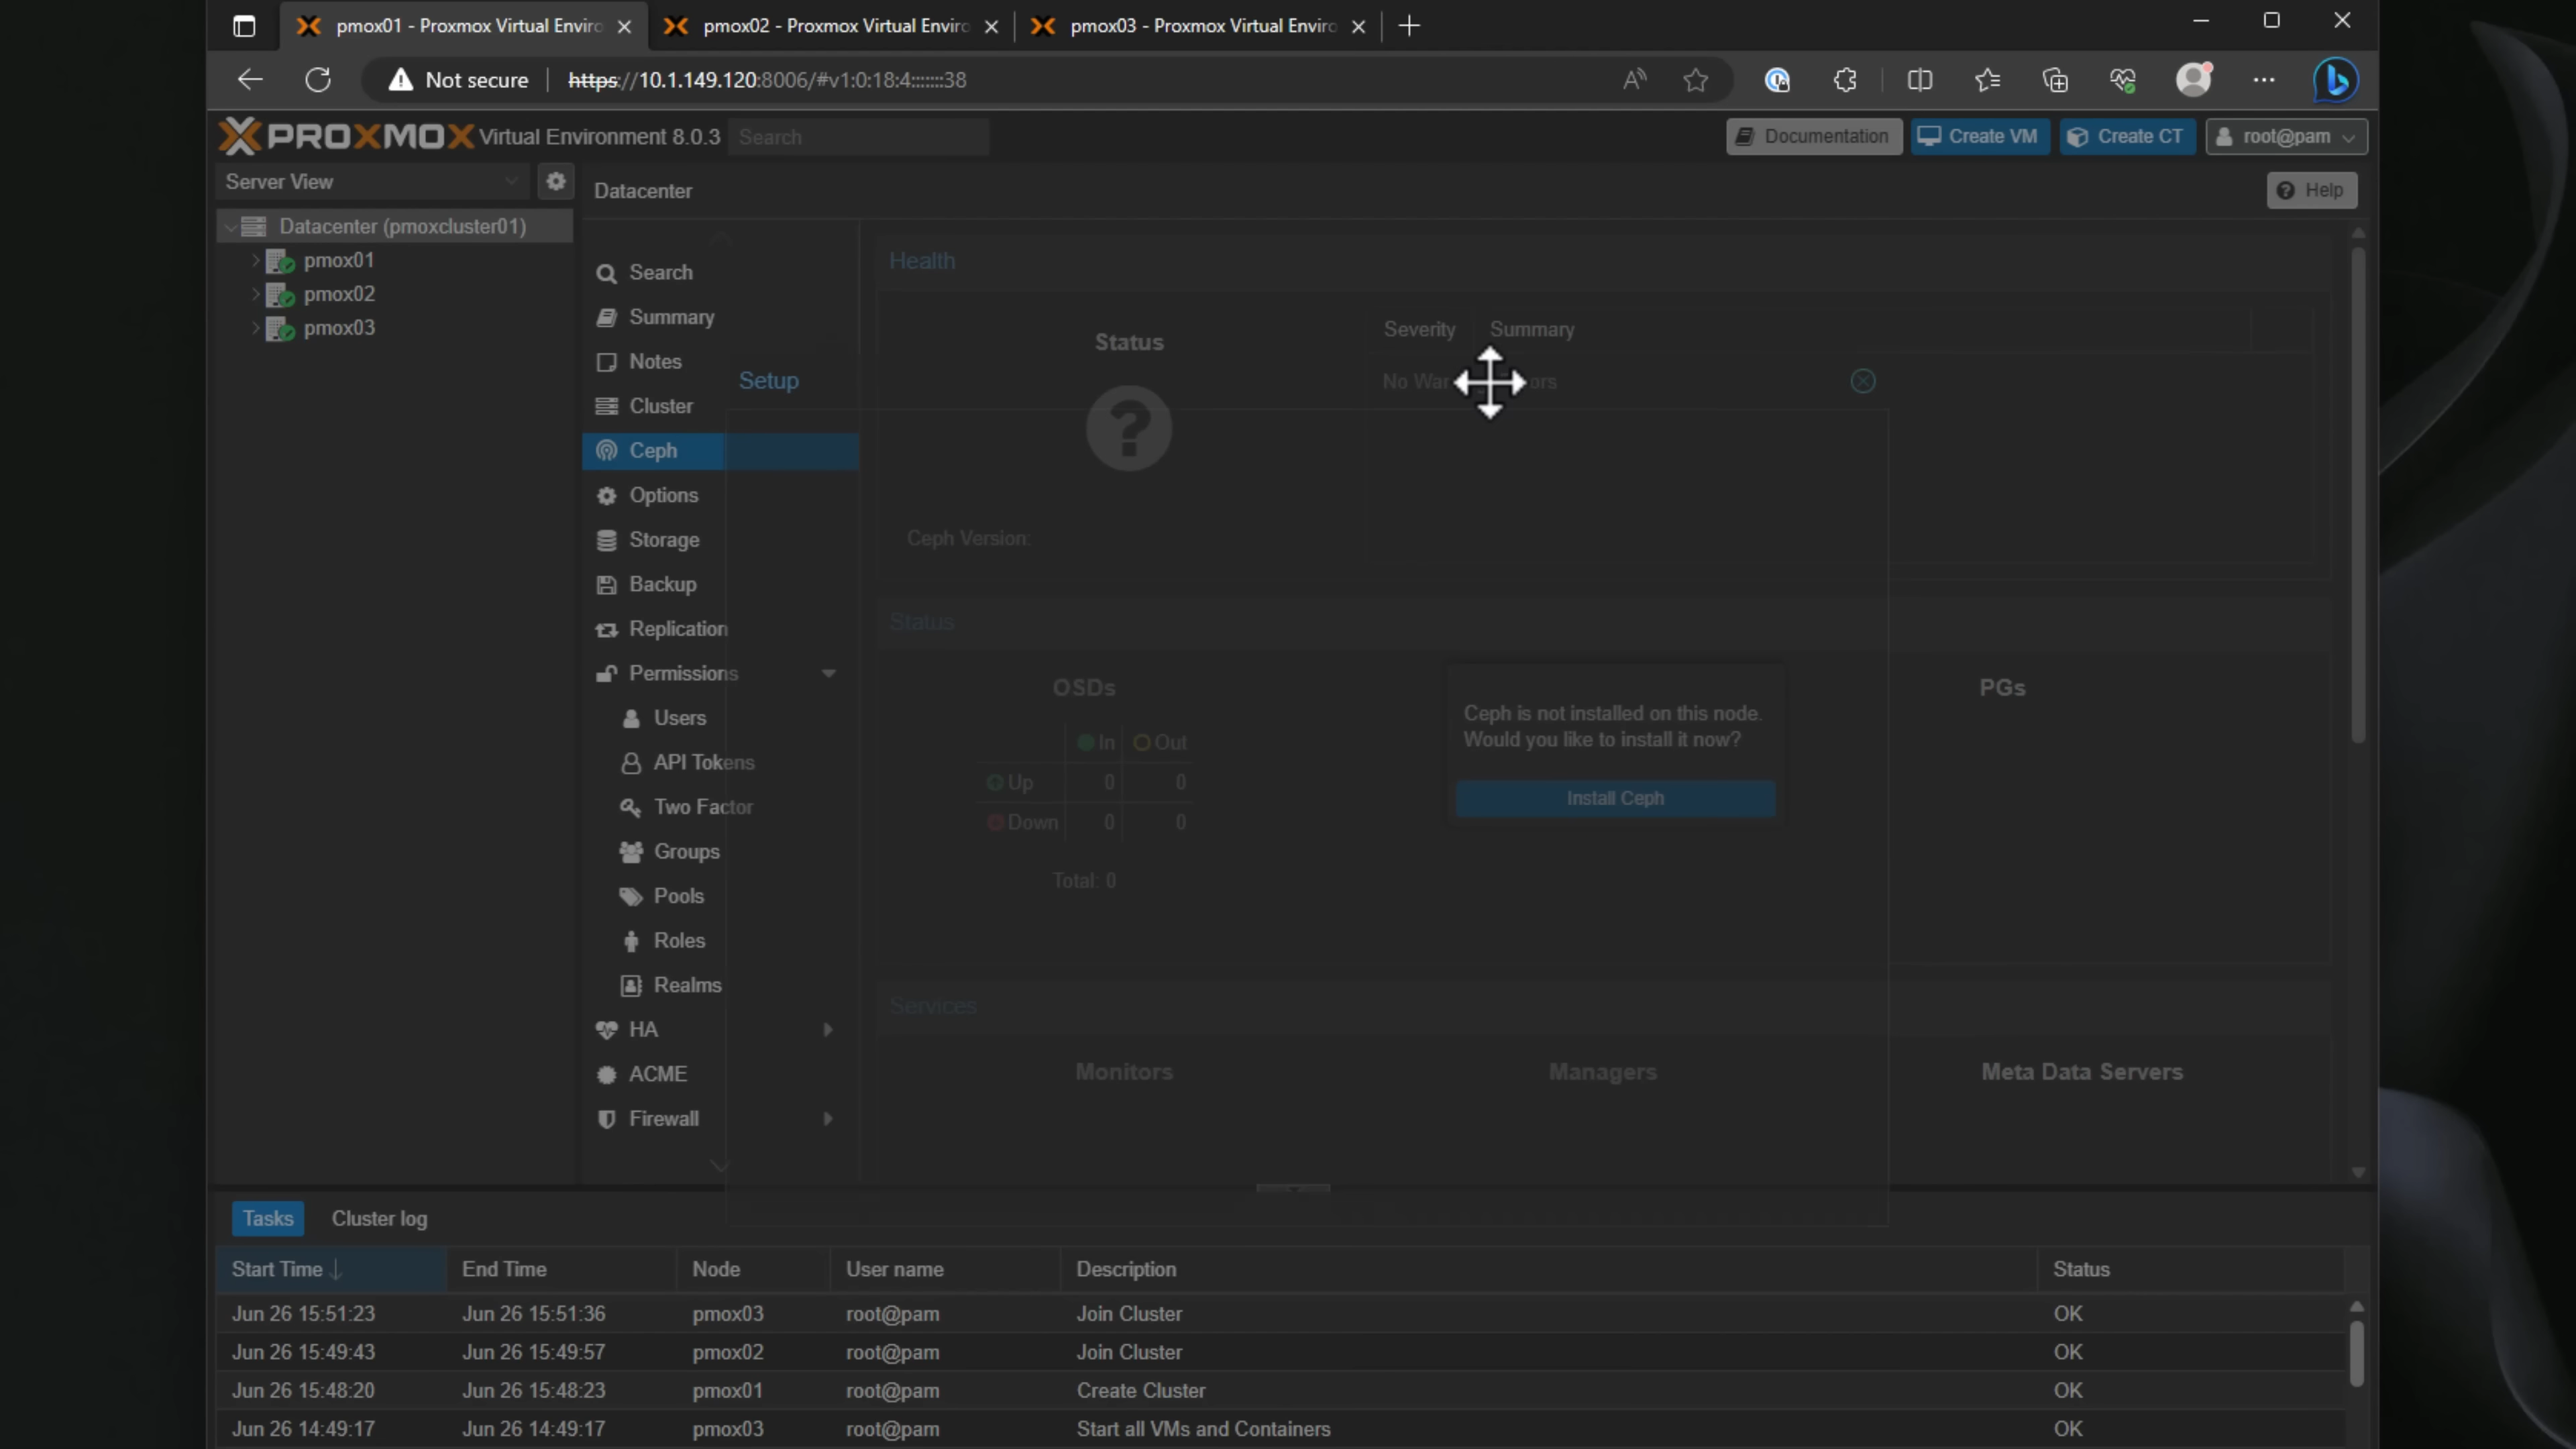 pmox01 - Proxmox Virtual Enviro
pmox02 - Proxmox Virtual Enviro
pmox03 - Proxmox Virtual Enviro
Not secure
https://10.1.149.120:8006/#v1:0:18:4:::::::38
PROXMOX Virtual Environment 8.0.3
Search
Documentation
Create VM
Create CT
root@pam
Server View
Datacenter
Help
Datacenter (pmoxcluster01)
pmox01
pmox02
pmox03
Search
Summary
Notes
Cluster
Ceph
Options
Storage
Backup
Replication
Permissions
Users
API Tokens
Two Factor
Groups
Pools
Roles
Realms
HA
ACME
Firewall
Setup
Health
Status
Severity Summary
No War ors
Ceph Version:
Status
OSDs
In Out
Up 0 0
Down 0 0
Total: 0
Ceph is not installed on this node.
Would you like to install it now?
Install Ceph
PGs
Services
Monitors
Managers
Meta Data Servers
Tasks
Cluster log
Start Time End Time Node User name Description Status
Jun 26 15:51:23 Jun 26 15:51:36 pmox03 root@pam Join Cluster OK
Jun 26 15:49:43 Jun 26 15:49:57 pmox02 root@pam Join Cluster OK
Jun 26 15:48:20 Jun 26 15:48:23 pmox01 root@pam Create Cluster OK
Jun 26 14:49:17 Jun 26 14:49:17 pmox03 root@pam Start all VMs and Containers OK